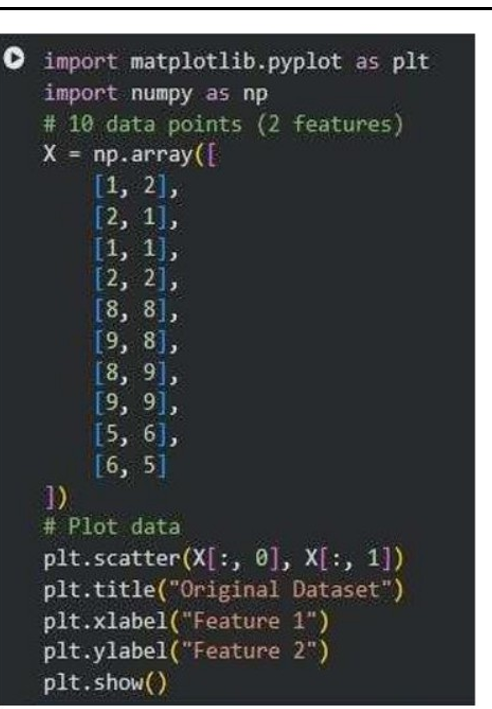 import matplotlib.pyplot as plt
import numpy as np
# 10 data points (2 features)
X = np.array([
    [1, 2],
    [2, 1],
    [1, 1],
    [2, 2],
    [8, 8],
    [9, 8],
    [8, 9],
    [9, 9],
    [5, 6],
    [6, 5]
])
# Plot data
plt.scatter(X[:, 0], X[:, 1])
plt.title("Original Dataset")
plt.xlabel("Feature 1")
plt.ylabel("Feature 2")
plt.show()